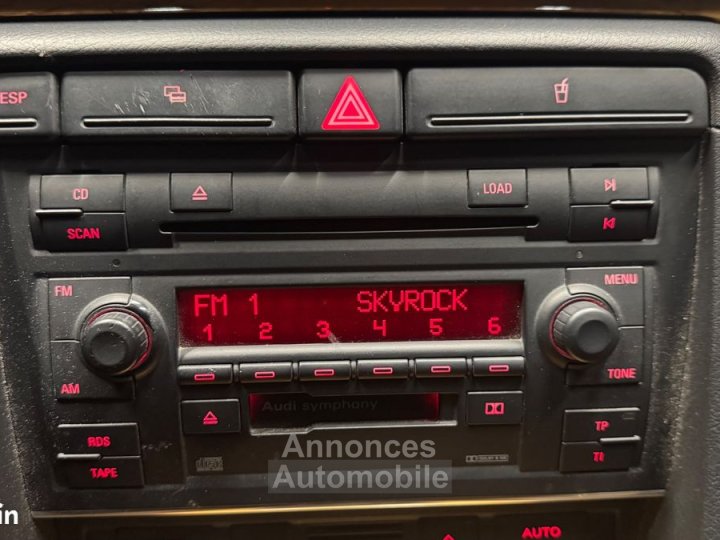 ESP
CD
LOAD
SCAN
FM
MENU
FM 1 SKYROCK
1 2 3 4 5 6
AM
TONE
Audi symphony
RDS
TP
TAPE
TI
Annonces
Automobile
in
AUTO